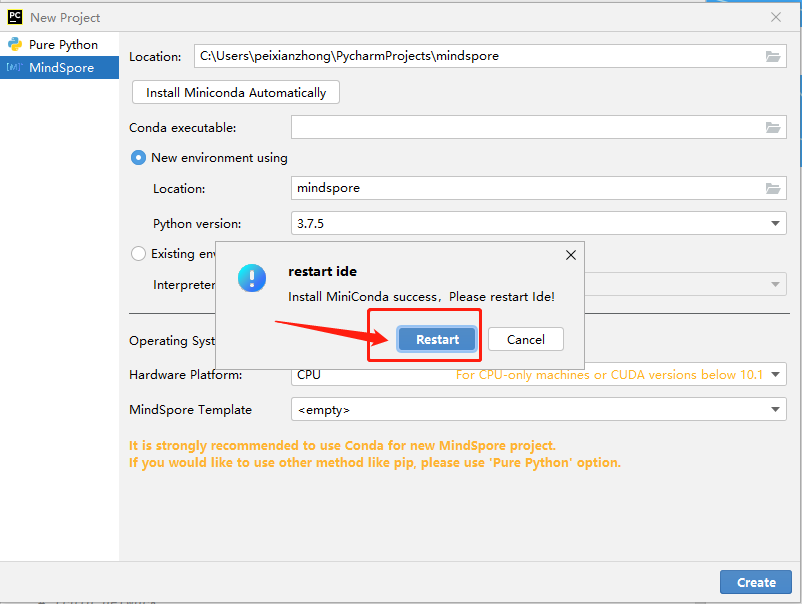 PC New Project
Pure Python
[M] MindSpore
Location: C:\Users\peixianzhong\PycharmProjects\mindspore
Install Miniconda Automatically
Conda executable:
New environment using
Location: mindspore
Python version: 3.7.5
Existing env
Interpreter
restart ide
Install MiniConda success，Please restart Ide!
Restart Cancel
Operating Syst
Hardware Platform: CPU For CPU-only machines or CUDA versions below 10.1
MindSpore Template <empty>
It is strongly recommended to use Conda for new MindSpore project.
If you would like to use other method like pip, please use 'Pure Python' option.
Create